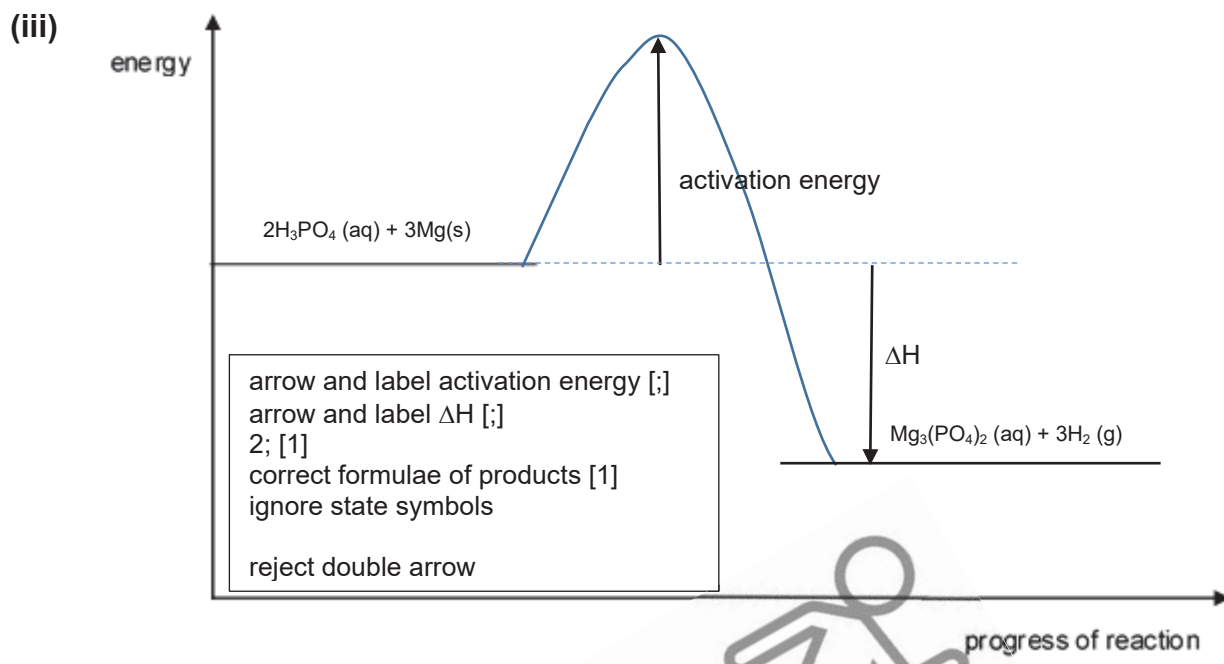 (iii)
energy
activation energy
2H₃PO₄ (aq) + 3Mg(s)
ΔH
arrow and label activation energy [;]
arrow and label ΔH [;]
2; [1]
correct formulae of products [1]
ignore state symbols
reject double arrow
Mg₃(PO₄)₂ (aq) + 3H₂ (g)
progress of reaction